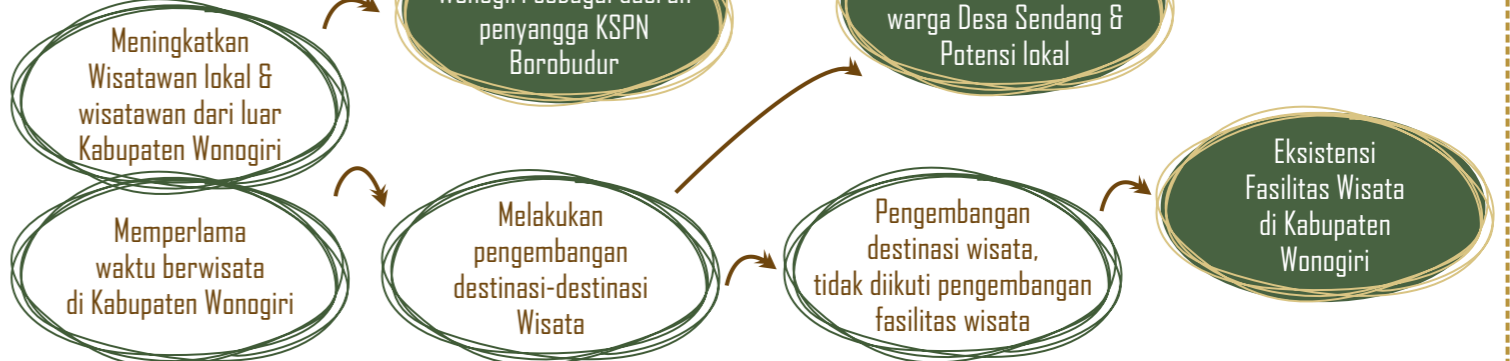 Meningkatkan
Wisatawan lokal &
wisatawan dari luar
Kabupaten Wonogiri
penyangga KSPN
Borobudur
warga Desa Sendang &
Potensi lokal
Eksistensi
Fasilitas Wisata
di Kabupaten
Wonogiri
Memperlama
waktu berwisata
di Kabupaten Wonogiri
Melakukan
pengembangan
destinasi-destinasi
Wisata
Pengembangan
destinasi wisata,
tidak diikuti pengembangan
fasilitas wisata